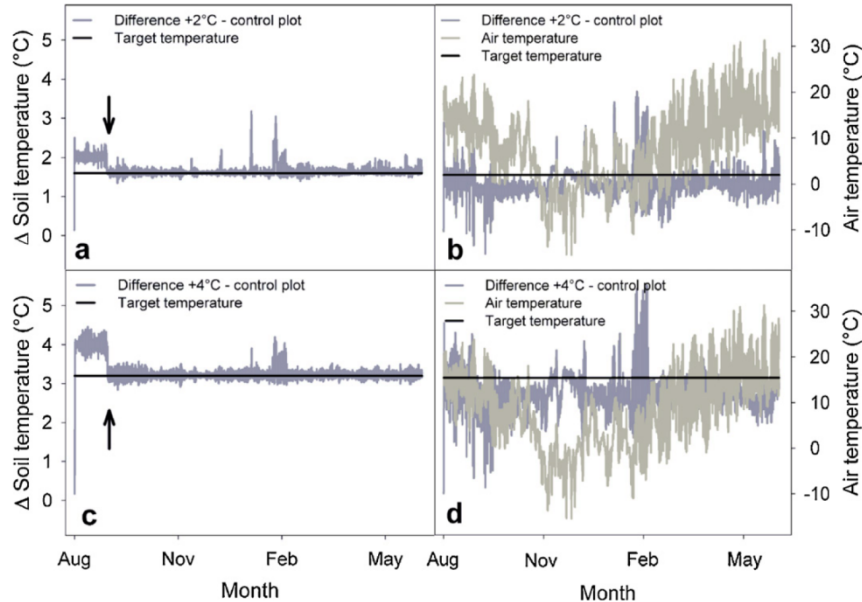 Difference +2°C - control plot
Target temperature
Δ Soil temperature (°C)
5
4
3
2
1
0
a
Difference +2°C - control plot
Air temperature
Target temperature
30
20
10
0
-10
Air temperature (°C)
b
Difference +4°C - control plot
Target temperature
Δ Soil temperature (°C)
5
4
3
2
1
0
c
Aug
Nov
Feb
May
Month
Difference +4°C - control plot
Air temperature
Target temperature
30
20
10
0
-10
Air temperature (°C)
d
Aug
Nov
Feb
May
Month